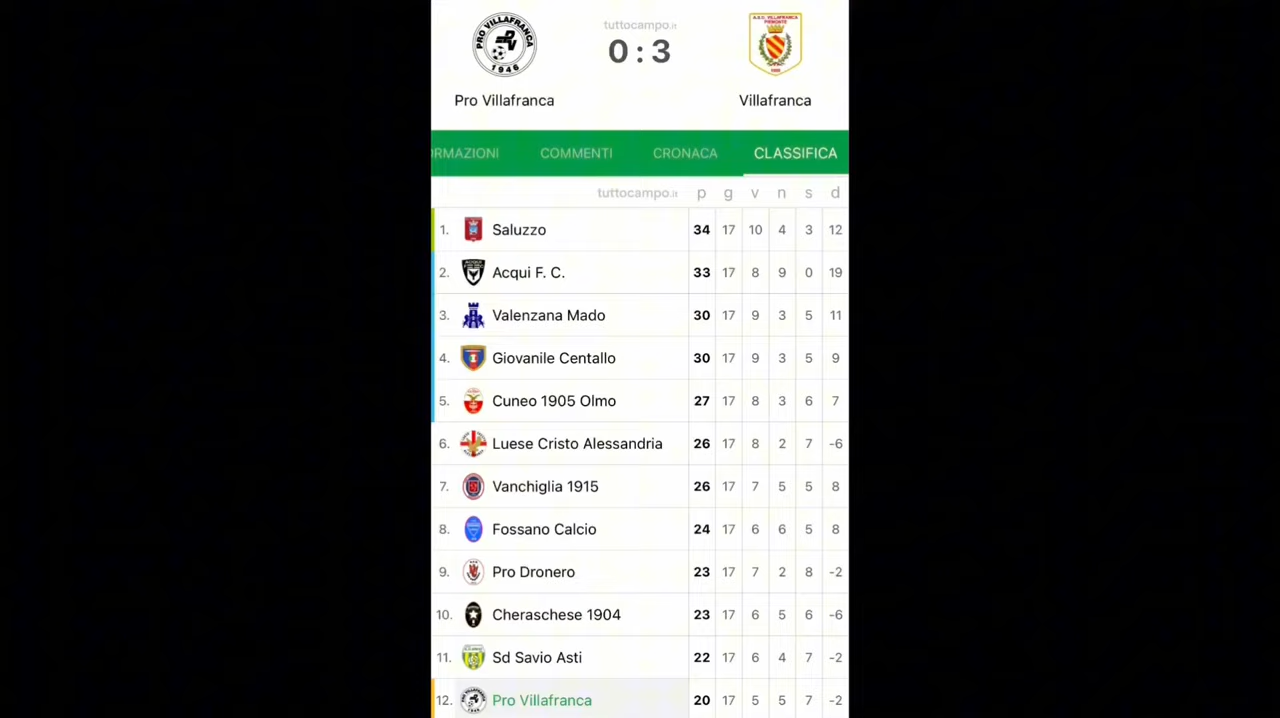 PRO VILLAFRANCA
1946
tuttocampo.it
0 : 3
A.S.D. VILLAFRANCA
PIEMONTE
Pro Villafranca
Villafranca
ORMAZIONI COMMENTI CRONACA CLASSIFICA
tuttocampo.it p g v n s d
1. Saluzzo 34 17 10 4 3 12
2. Acqui F. C. 33 17 8 9 0 19
3. Valenzana Mado 30 17 9 3 5 11
4. Giovanile Centallo 30 17 9 3 5 9
5. Cuneo 1905 Olmo 27 17 8 3 6 7
6. Luese Cristo Alessandria 26 17 8 2 7 -6
7. Vanchiglia 1915 26 17 7 5 5 8
8. Fossano Calcio 24 17 6 6 5 8
9. Pro Dronero 23 17 7 2 8 -2
10. Cheraschese 1904 23 17 6 5 6 -6
11. Sd Savio Asti 22 17 6 4 7 -2
12. Pro Villafranca 20 17 5 5 7 -2